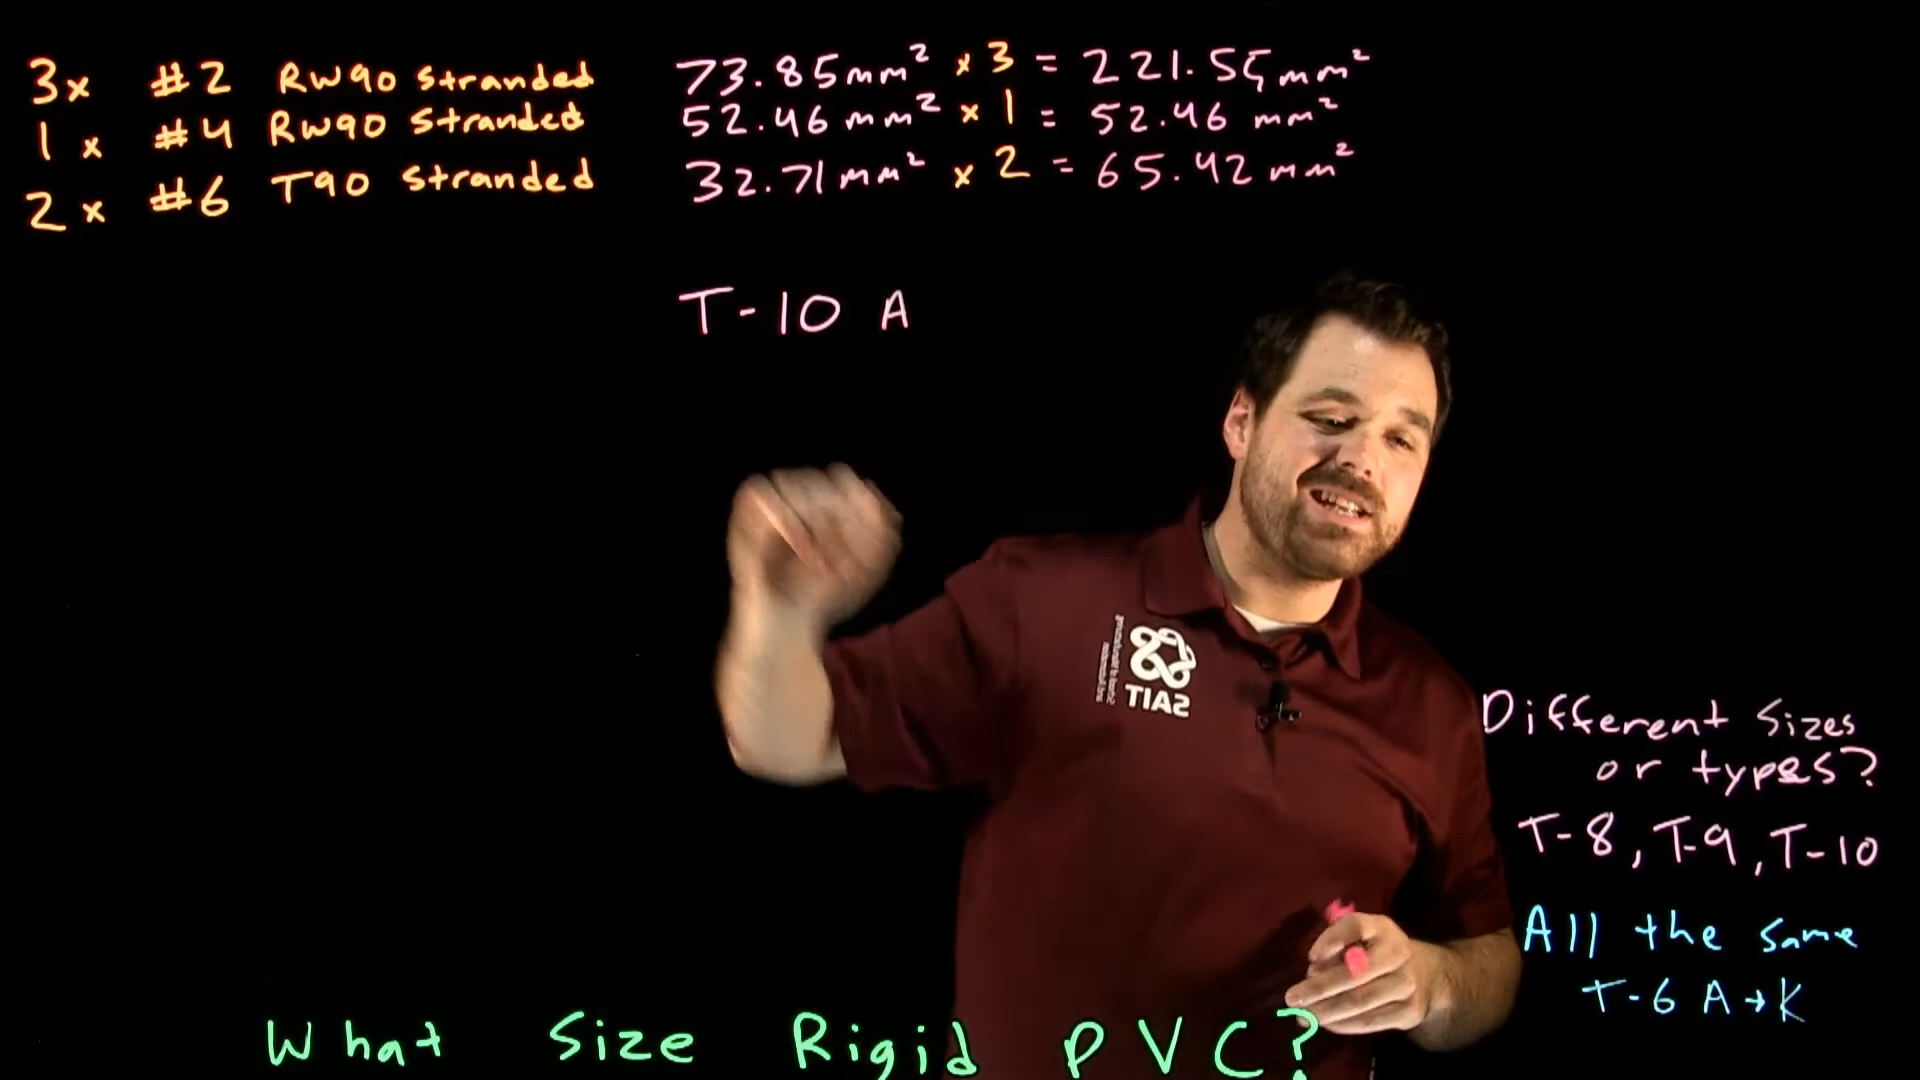 3x #2 RW90 Stranded 73.85mm² x 3 = 221.55mm²
1x #4 RW90 Stranded 52.46mm² x 1 = 52.46 mm²
2x #6 T90 Stranded 32.71mm² x 2 = 65.42 mm²
T-10 A
SAIT
Different Sizes
or types?
T-8, T-9, T-10
All the same
T-6 A→K
What Size Rigid PVC?